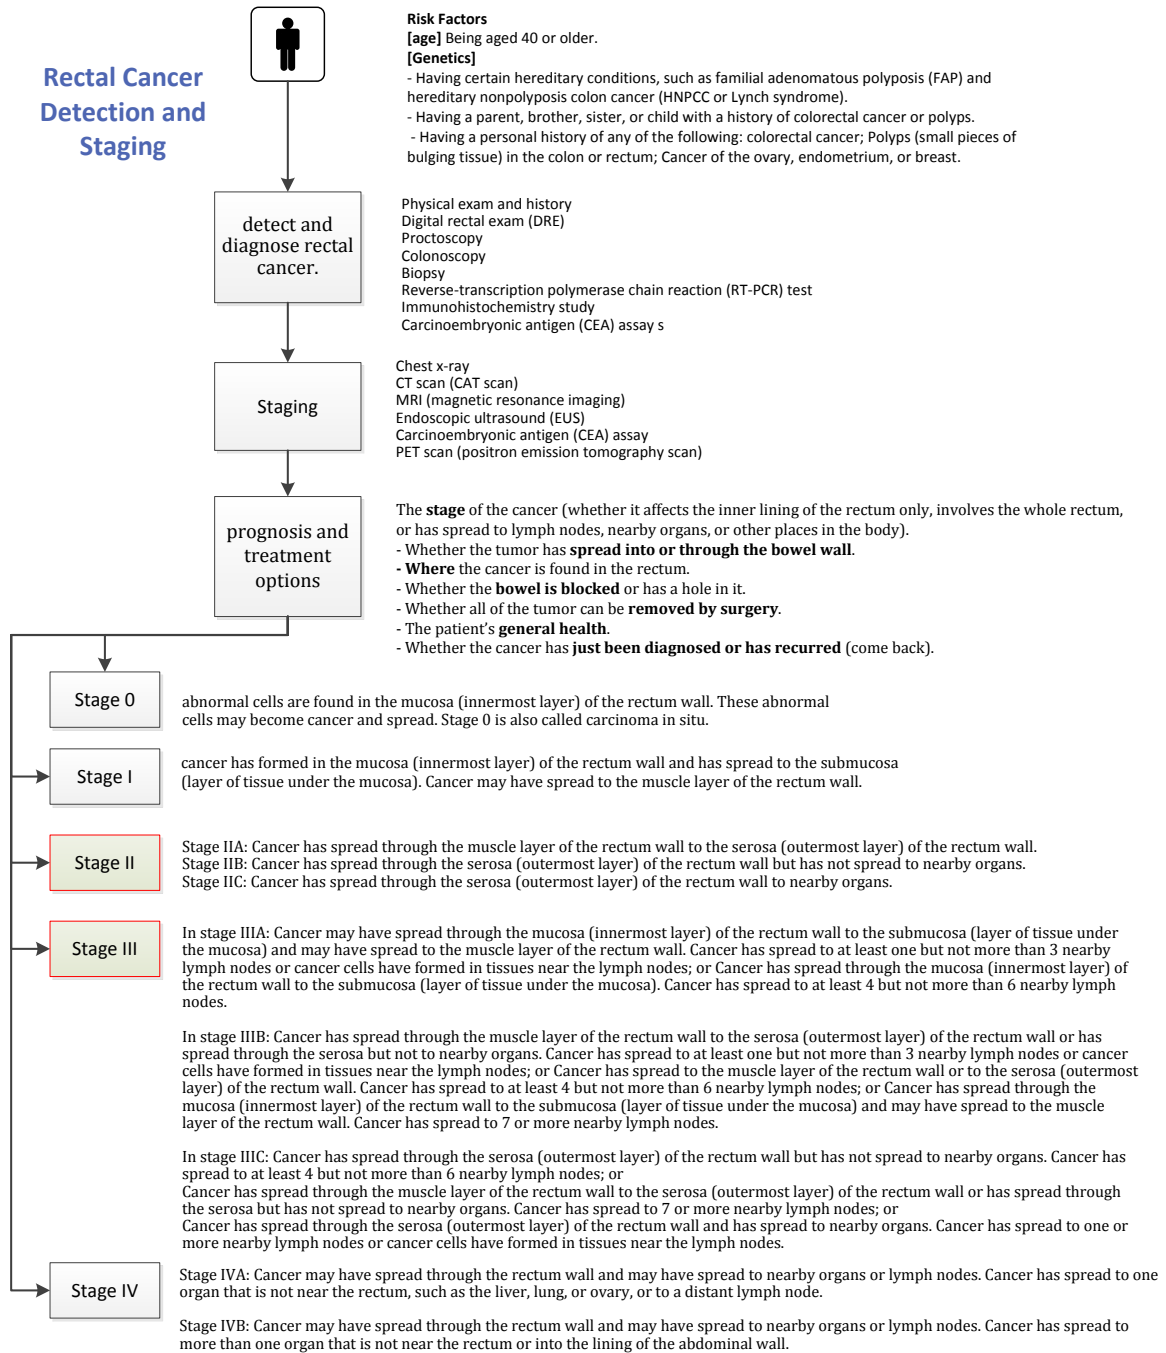 Rectal Cancer
Detection and
Staging
Risk Factors
[age] Being aged 40 or older.
[Genetics]
- Having certain hereditary conditions, such as familial adenomatous polyposis (FAP) and
hereditary nonpolyposis colon cancer (HNPCC or Lynch syndrome).
- Having a parent, brother, sister, or child with a history of colorectal cancer or polyps.
- Having a personal history of any of the following: colorectal cancer; Polyps (small pieces of
bulging tissue) in the colon or rectum; Cancer of the ovary, endometrium, or breast.
detect and
diagnose rectal
cancer.
Physical exam and history
Digital rectal exam (DRE)
Proctoscopy
Colonoscopy
Biopsy
Reverse-transcription polymerase chain reaction (RT-PCR) test
Immunohistochemistry study
Carcinoembryonic antigen (CEA) assay s
Staging
Chest x-ray
CT scan (CAT scan)
MRI (magnetic resonance imaging)
Endoscopic ultrasound (EUS)
Carcinoembryonic antigen (CEA) assay
PET scan (positron emission tomography scan)
prognosis and
treatment
options
The stage of the cancer (whether it affects the inner lining of the rectum only, involves the whole rectum,
or has spread to lymph nodes, nearby organs, or other places in the body).
- Whether the tumor has spread into or through the bowel wall.
- Where the cancer is found in the rectum.
- Whether the bowel is blocked or has a hole in it.
- Whether all of the tumor can be removed by surgery.
- The patient's general health.
- Whether the cancer has just been diagnosed or has recurred (come back).
Stage 0
abnormal cells are found in the mucosa (innermost layer) of the rectum wall. These abnormal
cells may become cancer and spread. Stage 0 is also called carcinoma in situ.
Stage I
cancer has formed in the mucosa (innermost layer) of the rectum wall and has spread to the submucosa
(layer of tissue under the mucosa). Cancer may have spread to the muscle layer of the rectum wall.
Stage II
Stage IIA: Cancer has spread through the muscle layer of the rectum wall to the serosa (outermost layer) of the rectum wall.
Stage IIB: Cancer has spread through the serosa (outermost layer) of the rectum wall but has not spread to nearby organs.
Stage IIC: Cancer has spread through the serosa (outermost layer) of the rectum wall to nearby organs.
Stage III
In stage IIIA: Cancer may have spread through the mucosa (innermost layer) of the rectum wall to the submucosa (layer of tissue under
the mucosa) and may have spread to the muscle layer of the rectum wall. Cancer has spread to at least one but not more than 3 nearby
lymph nodes or cancer cells have formed in tissues near the lymph nodes; or Cancer has spread through the mucosa (innermost layer) of
the rectum wall to the submucosa (layer of tissue under the mucosa). Cancer has spread to at least 4 but not more than 6 nearby lymph
nodes.
In stage IIIB: Cancer has spread through the muscle layer of the rectum wall to the serosa (outermost layer) of the rectum wall or has
spread through the serosa but not to nearby organs. Cancer has spread to at least one but not more than 3 nearby lymph nodes or cancer
cells have formed in tissues near the lymph nodes; or Cancer has spread to the muscle layer of the rectum wall or to the serosa (outermost
layer) of the rectum wall. Cancer has spread to at least 4 but not more than 6 nearby lymph nodes; or Cancer has spread through the
mucosa (innermost layer) of the rectum wall to the submucosa (layer of tissue under the mucosa) and may have spread to the muscle
layer of the rectum wall. Cancer has spread to 7 or more nearby lymph nodes.
In stage IIIC: Cancer has spread through the serosa (outermost layer) of the rectum wall but has not spread to nearby organs. Cancer has
spread to at least 4 but not more than 6 nearby lymph nodes; or
Cancer has spread through the muscle layer of the rectum wall to the serosa (outermost layer) of the rectum wall or has spread through
the serosa but has not spread to nearby organs. Cancer has spread to 7 or more nearby lymph nodes; or
Cancer has spread through the serosa (outermost layer) of the rectum wall and has spread to nearby organs. Cancer has spread to one or
more nearby lymph nodes or cancer cells have formed in tissues near the lymph nodes.
Stage IV
Stage IVA: Cancer may have spread through the rectum wall and may have spread to nearby organs or lymph nodes. Cancer has spread to one
organ that is not near the rectum, such as the liver, lung, or ovary, or to a distant lymph node.
Stage IVB: Cancer may have spread through the rectum wall and may have spread to nearby organs or lymph nodes. Cancer has spread to
more than one organ that is not near the rectum or into the lining of the abdominal wall.